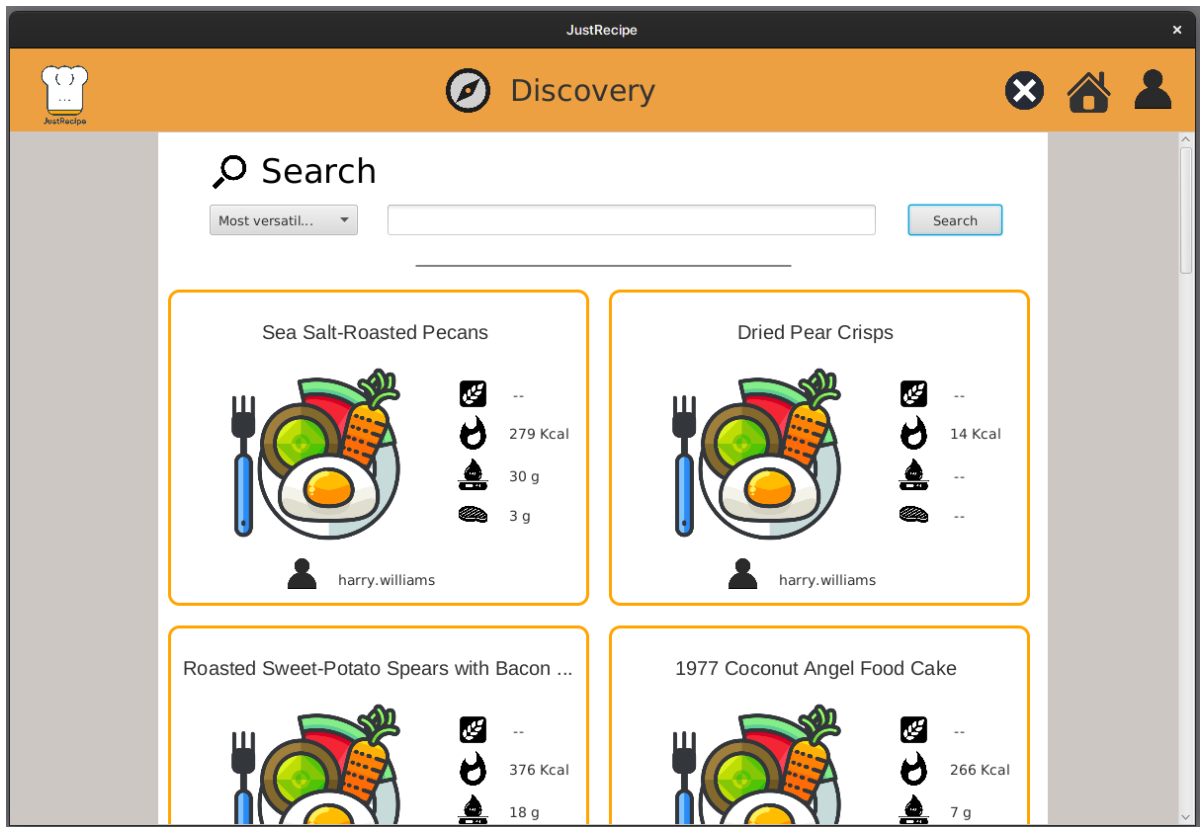 JustRecipe
JustRecipe
Discovery
Search
Most versatil...
Search
Sea Salt-Roasted Pecans
--
279 Kcal
30 g
3 g
harry.williams
Dried Pear Crisps
--
14 Kcal
--
--
harry.williams
Roasted Sweet-Potato Spears with Bacon ...
--
376 Kcal
18 g
1977 Coconut Angel Food Cake
--
266 Kcal
7 g